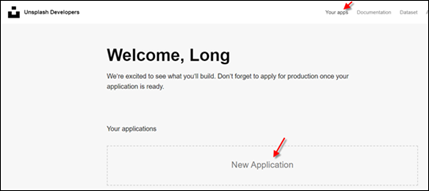 Unsplash Developers
Your apps Documentation Dataset
Welcome, Long
We're excited to see what you'll build. Don't forget to apply for production once your
application is ready.
Your applications
New Application